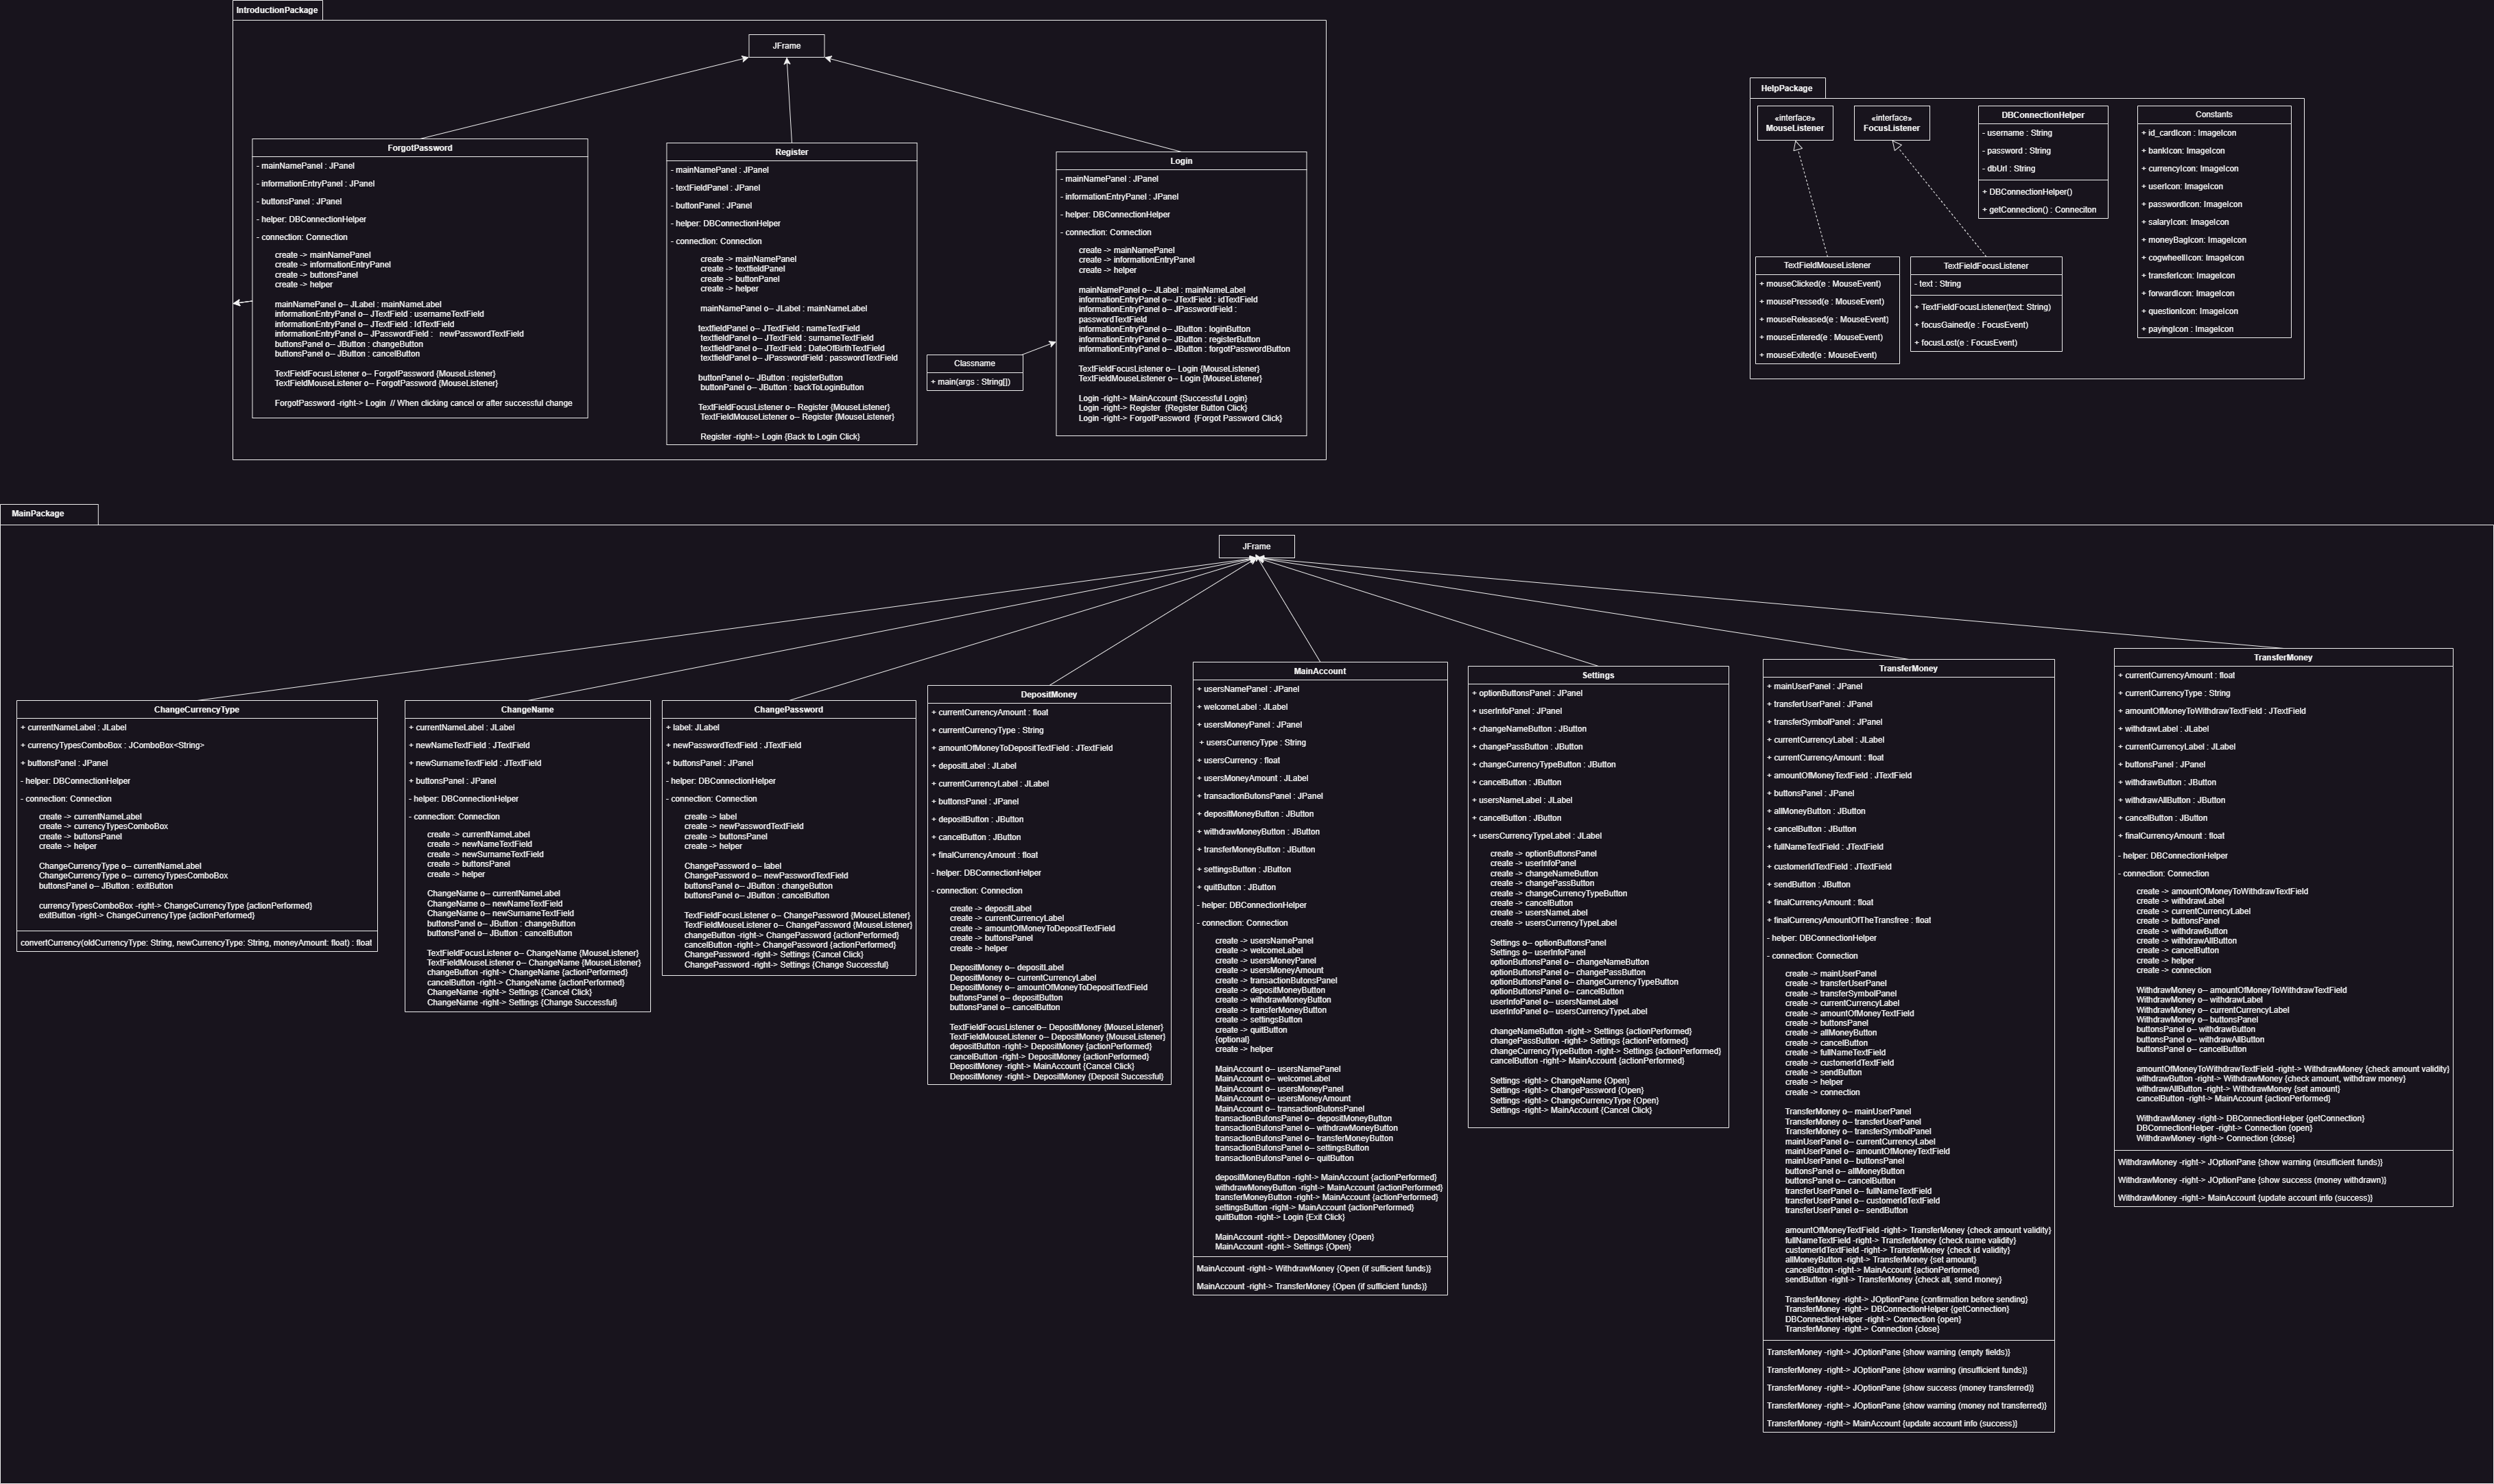 IntroductionPackage
JFrame
ForgotPassword
- mainNamePanel : JPanel
- informationEntryPanel : JPanel
- buttonsPanel : JPanel
- helper: DBConnectionHelper
- connection: Connection
create -> mainNamePanel
create -> informationEntryPanel
create -> buttonsPanel
create -> helper
mainNamePanel o-- JLabel : mainNameLabel
informationEntryPanel o-- JTextField : usernameTextField
informationEntryPanel o-- JTextField : IdTextField
informationEntryPanel o-- JPasswordField : newPasswordTextField
buttonsPanel o-- JButton : changeButton
buttonsPanel o-- JButton : cancelButton
TextFieldFocusListener o-- ForgotPassword {MouseListener}
TextFieldMouseListener o-- ForgotPassword {MouseListener}
ForgotPassword -right-> Login // When clicking cancel or after successful change
Register
- mainNamePanel : JPanel
- textFieldPanel : JPanel
- buttonPanel : JPanel
- helper: DBConnectionHelper
- connection: Connection
create -> mainNamePanel
create -> textfieldPanel
create -> buttonPanel
create -> helper
mainNamePanel o-- JLabel : mainNameLabel
textfieldPanel o-- JTextField : nameTextField
textfieldPanel o-- JTextField : surnameTextField
textfieldPanel o-- JTextField : DateOfBirthTextField
textfieldPanel o-- JPasswordField : passwordTextField
buttonPanel o-- JButton : registerButton
buttonPanel o-- JButton : backToLoginButton
TextFieldFocusListener o-- Register {MouseListener}
TextFieldMouseListener o-- Register {MouseListener}
Register -right-> Login {Back to Login Click}
Classname
+ main(args : String[])
Login
- mainNamePanel : JPanel
- informationEntryPanel : JPanel
- helper: DBConnectionHelper
- connection: Connection
create -> mainNamePanel
create -> informationEntryPanel
create -> helper
mainNamePanel o-- JLabel : mainNameLabel
informationEntryPanel o-- JTextField : idTextField
informationEntryPanel o-- JPasswordField :
passwordTextField
informationEntryPanel o-- JButton : loginButton
informationEntryPanel o-- JButton : registerButton
informationEntryPanel o-- JButton : forgotPasswordButton
TextFieldFocusListener o-- Login {MouseListener}
TextFieldMouseListener o-- Login {MouseListener}
Login -right-> MainAccount {Successful Login}
Login -right-> Register {Register Button Click}
Login -right-> ForgotPassword {Forgot Password Click}
HelpPackage
«interface»
MouseListener
«interface»
FocusListener
DBConnectionHelper
- username : String
- password : String
- dbUrl : String
+ DBConnectionHelper()
+ getConnection() : Conneciton
Constants
+ id_cardIcon : ImageIcon
+ bankIcon: ImageIcon
+ currencyIcon: ImageIcon
+ userIcon: ImageIcon
+ passwordIcon: ImageIcon
+ salaryIcon: ImageIcon
+ moneyBagIcon: ImageIcon
+ cogwheelIcon: ImageIcon
+ transferIcon: ImageIcon
+ forwardIcon: ImageIcon
+ questionIcon: ImageIcon
+ payingIcon : ImageIcon
TextFieldMouseListener
+ mouseClicked(e : MouseEvent)
+ mousePressed(e : MouseEvent)
+ mouseReleased(e : MouseEvent)
+ mouseEntered(e : MouseEvent)
+ mouseExited(e : MouseEvent)
TextFieldFocusListener
- text : String
+ TextFieldFocusListener(text: String)
+ focusGained(e : FocusEvent)
+ focusLost(e : FocusEvent)
MainPackage
JFrame
ChangeCurrencyType
+ currentNameLabel : JLabel
+ currencyTypesComboBox : JComboBox<String>
+ buttonsPanel : JPanel
- helper: DBConnectionHelper
- connection: Connection
create -> currentNameLabel
create -> currencyTypesComboBox
create -> buttonsPanel
create -> helper
ChangeCurrencyType o-- currentNameLabel
ChangeCurrencyType o-- currencyTypesComboBox
buttonsPanel o-- JButton : exitButton
currencyTypesComboBox -right-> ChangeCurrencyType {actionPerformed}
exitButton -right-> ChangeCurrencyType {actionPerformed}
convertCurrency(oldCurrencyType: String, newCurrencyType: String, moneyAmount: float) : float
ChangeName
+ currentNameLabel: JLabel
+ newNameTextField : JTextField
+ newSurnameTextField : JTextField
+ buttonsPanel : JPanel
- helper: DBConnectionHelper
- connection: Connection
create -> currentNameLabel
create -> newNameTextField
create -> newSurnameTextField
create -> buttonsPanel
create -> helper
ChangeName o-- currentNameLabel
ChangeName o-- newNameTextField
ChangeName o-- newSurnameTextField
buttonsPanel o-- JButton : changeButton
buttonsPanel o-- JButton : cancelButton
TextFieldFocusListener o-- ChangeName {MouseListener}
TextFieldMouseListener o-- ChangeName {MouseListener}
changeButton -right-> ChangeName {actionPerformed}
cancelButton -right-> ChangeName {actionPerformed}
ChangeName -right-> Settings {Cancel Click}
ChangeName -right-> Settings {Change Successful}
ChangePassword
+ label: JLabel
+ newPasswordTextField : JTextField
+ buttonsPanel : JPanel
- helper: DBConnectionHelper
- connection: Connection
create -> label
create -> newPasswordTextField
create -> buttonsPanel
create -> helper
ChangePassword o-- label
ChangePassword o-- newPasswordTextField
buttonsPanel o-- JButton : changeButton
buttonsPanel o-- JButton : cancelButton
TextFieldFocusListener o-- ChangePassword {MouseListener}
TextFieldMouseListener o-- ChangePassword {MouseListener}
changeButton -right-> ChangePassword {actionPerformed}
cancelButton -right-> ChangePassword {actionPerformed}
ChangePassword -right-> Settings {Cancel Click}
ChangePassword -right-> Settings {Change Successful}
DepositMoney
+ currentCurrencyAmount : float
+ currentCurrencyType : String
+ amountOfMoneyToDepositTextField : JTextField
+ depositLabel : JLabel
+ currentCurrencyLabel : JLabel
+ buttonsPanel : JPanel
+ depositButton : JButton
+ cancelButton : JButton
+ finalCurrencyAmount : float
- helper: DBConnectionHelper
- connection: Connection
create -> depositLabel
create -> currentCurrencyLabel
create -> amountOfMoneyToDepositTextField
create -> buttonsPanel
create -> helper
DepositMoney o-- depositLabel
DepositMoney o-- currentCurrencyLabel
DepositMoney o-- amountOfMoneyToDepositTextField
buttonsPanel o-- depositButton
buttonsPanel o-- cancelButton
TextFieldFocusListener o-- DepositMoney {MouseListener}
TextFieldMouseListener o-- DepositMoney {MouseListener}
depositButton -right-> DepositMoney {actionPerformed}
cancelButton -right-> DepositMoney {actionPerformed}
DepositMoney -right-> MainAccount {Cancel Click}
DepositMoney -right-> DepositMoney {Deposit Successful}
MainAccount
+ usersNamePanel : JPanel
+ welcomeLabel : JLabel
+ usersMoneyPanel : JPanel
+ usersCurrencyType : String
+ usersCurrency : float
+ usersMoneyAmount : JLabel
+ transactionButonsPanel : JPanel
+ depositMoneyButton : JButton
+ withdrawMoneyButton : JButton
+ transferMoneyButton : JButton
+ settingsButton : JButton
+ quitButton : JButton
- helper: DBConnectionHelper
- connection: Connection
create -> usersNamePanel
create -> welcomeLabel
create -> usersMoneyPanel
create -> usersMoneyAmount
create -> transactionButonsPanel
create -> depositMoneyButton
create -> withdrawMoneyButton
create -> transferMoneyButton
create -> settingsButton
create -> quitButton
{optional}
create -> helper
MainAccount o-- usersNamePanel
MainAccount o-- welcomeLabel
MainAccount o-- usersMoneyPanel
MainAccount o-- usersMoneyAmount
MainAccount o-- transactionButonsPanel
transactionButonsPanel o-- depositMoneyButton
transactionButonsPanel o-- withdrawMoneyButton
transactionButonsPanel o-- transferMoneyButton
transactionButonsPanel o-- settingsButton
transactionButonsPanel o-- quitButton
depositMoneyButton -right-> MainAccount {actionPerformed}
withdrawMoneyButton -right-> MainAccount {actionPerformed}
transferMoneyButton -right-> MainAccount {actionPerformed}
settingsButton -right-> MainAccount {actionPerformed}
quitButton -right-> Login {Exit Click}
MainAccount -right-> DepositMoney {Open}
MainAccount -right-> Settings {Open}
MainAccount -right-> WithdrawMoney {Open (if sufficient funds)}
MainAccount -right-> TransferMoney {Open (if sufficient funds)}
Settings
+ optionButtonsPanel : JPanel
+ userInfoPanel : JPanel
+ changeNameButton : JButton
+ changePassButton : JButton
+ changeCurrencyTypeButton : JButton
+ cancelButton : JButton
+ usersNameLabel : JLabel
+ cancelButton : JButton
+ usersCurrencyTypeLabel : JLabel
create -> optionButtonsPanel
create -> userInfoPanel
create -> changeNameButton
create -> changePassButton
create -> changeCurrencyTypeButton
create -> cancelButton
create -> usersNameLabel
create -> usersCurrencyTypeLabel
Settings o-- optionButtonsPanel
Settings o-- userInfoPanel
optionButtonsPanel o-- changeNameButton
optionButtonsPanel o-- changePassButton
optionButtonsPanel o-- changeCurrencyTypeButton
optionButtonsPanel o-- cancelButton
userInfoPanel o-- usersNameLabel
userInfoPanel o-- usersCurrencyTypeLabel
changeNameButton -right-> Settings {actionPerformed}
changePassButton -right-> Settings {actionPerformed}
changeCurrencyTypeButton -right-> Settings {actionPerformed}
cancelButton -right-> MainAccount {actionPerformed}
Settings -right-> ChangeName {Open}
Settings -right-> ChangePassword {Open}
Settings -right-> ChangeCurrencyType {Open}
Settings -right-> MainAccount {Cancel Click}
TransferMoney
+ mainUserPanel : JPanel
+ transferUserPanel : JPanel
+ transferSymbolPanel : JPanel
+ currentCurrencyLabel : JLabel
+ currentCurrencyAmount : float
+ amountOfMoneyTextField : JTextField
+ buttonsPanel : JPanel
+ allMoneyButton : JButton
+ cancelButton : JButton
+ fullNameTextField : JTextField
+ customerIdTextField : JTextField
+ sendButton : JButton
+ finalCurrencyAmount : float
+ finalCurrencyAmountOfTheTransfree : float
- helper: DBConnectionHelper
- connection: Connection
create -> mainUserPanel
create -> transferUserPanel
create -> transferSymbolPanel
create -> currentCurrencyLabel
create -> amountOfMoneyTextField
create -> buttonsPanel
create -> allMoneyButton
create -> cancelButton
create -> fullNameTextField
create -> customerIdTextField
create -> sendButton
create -> helper
create -> connection
TransferMoney o-- mainUserPanel
TransferMoney o-- transferUserPanel
TransferMoney o-- transferSymbolPanel
mainUserPanel o-- currentCurrencyLabel
mainUserPanel o-- amountOfMoneyTextField
mainUserPanel o-- buttonsPanel
buttonsPanel o-- allMoneyButton
buttonsPanel o-- cancelButton
transferUserPanel o-- fullNameTextField
transferUserPanel o-- customerIdTextField
transferUserPanel o-- sendButton
amountOfMoneyTextField -right-> TransferMoney {check amount validity}
fullNameTextField -right-> TransferMoney {check name validity}
customerIdTextField -right-> TransferMoney {check id validity}
allMoneyButton -right-> TransferMoney {set amount}
cancelButton -right-> MainAccount {actionPerformed}
sendButton -right-> TransferMoney {check all, send money}
TransferMoney -right-> JOptionPane {confirmation before sending}
TransferMoney -right-> DBConnectionHelper {getConnection}
DBConnectionHelper -right-> Connection {open}
TransferMoney -right-> Connection {close}
TransferMoney -right-> JOptionPane {show warning (empty fields)}
TransferMoney -right-> JOptionPane {show warning (insufficient funds)}
TransferMoney -right-> JOptionPane {show success (money transferred)}
TransferMoney -right-> JOptionPane {show warning (money not transferred)}
TransferMoney -right-> MainAccount {update account info (success)}
TransferMoney
+ currentCurrencyAmount : float
+ currentCurrencyType : String
+ amountOfMoneyToWithdrawTextField : JTextField
+ withdrawLabel : JLabel
+ currentCurrencyLabel : JLabel
+ buttonsPanel : JPanel
+ withdrawButton : JButton
+ withdrawAllButton : JButton
+ cancelButton : JButton
+ finalCurrencyAmount : float
- helper: DBConnectionHelper
- connection: Connection
create -> amountOfMoneyToWithdrawTextField
create -> withdrawLabel
create -> currentCurrencyLabel
create -> buttonsPanel
create -> withdrawButton
create -> withdrawAllButton
create -> cancelButton
create -> helper
create -> connection
WithdrawMoney o-- amountOfMoneyToWithdrawTextField
WithdrawMoney o-- withdrawLabel
WithdrawMoney o-- currentCurrencyLabel
WithdrawMoney o-- buttonsPanel
buttonsPanel o-- withdrawButton
buttonsPanel o-- withdrawAllButton
buttonsPanel o-- cancelButton
amountOfMoneyToWithdrawTextField -right-> WithdrawMoney {check amount validity}
withdrawButton -right-> WithdrawMoney {check amount, withdraw money}
withdrawAllButton -right-> WithdrawMoney {set amount}
cancelButton -right-> MainAccount {actionPerformed}
WithdrawMoney -right-> DBConnectionHelper {getConnection}
DBConnectionHelper -right-> Connection {open}
WithdrawMoney -right-> Connection {close}
WithdrawMoney -right-> JOptionPane {show warning (insufficient funds)}
WithdrawMoney -right-> JOptionPane {show success (money withdrawn)}
WithdrawMoney -right-> MainAccount {update account info (success)}